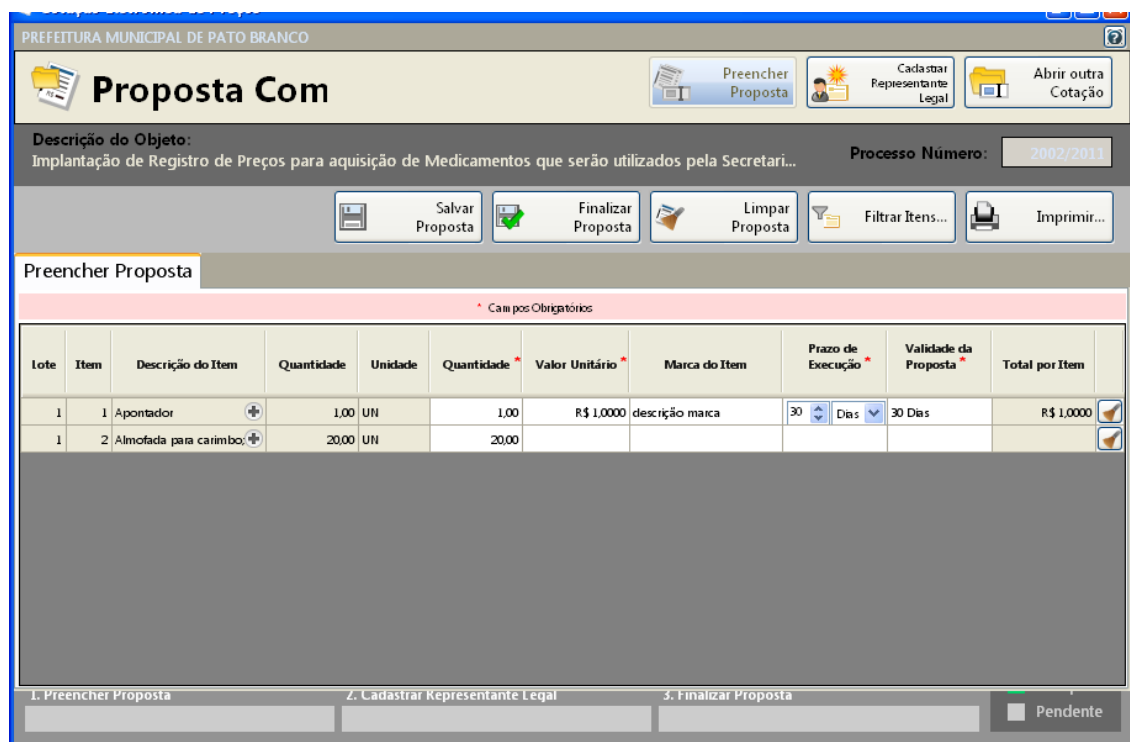 PREFEITURA MUNICIPAL DE PATO BRANCO
Proposta Com
Preencher
Proposta
Cadastrar
Representante
Legal
Abrir outra
Cotação
Descrição do Objeto:
Implantação de Registro de Preços para aquisição de Medicamentos que serão utilizados pela Secretari...
Processo Número:
2002/2011
Salvar
Proposta
Finalizar
Proposta
Limpar
Proposta
Filtrar Itens...
Imprimir...
Preencher Proposta
* Campos Obrigatórios
Lote Item Descrição do Item Quantidade Unidade Quantidade * Valor Unitário * Marca do Item Prazo de Execução * Validade da Proposta * Total por Item
1 1 Apontador 1,00 UN 1,00 R$ 1,0000 descrição marca 30 Dias 30 Dias R$ 1,0000
1 2 Almofada para carimbo; 20,00 UN 20,00
1. Preencher Proposta 2. Cadastrar Representante Legal 3. Finalizar Proposta
Pendente